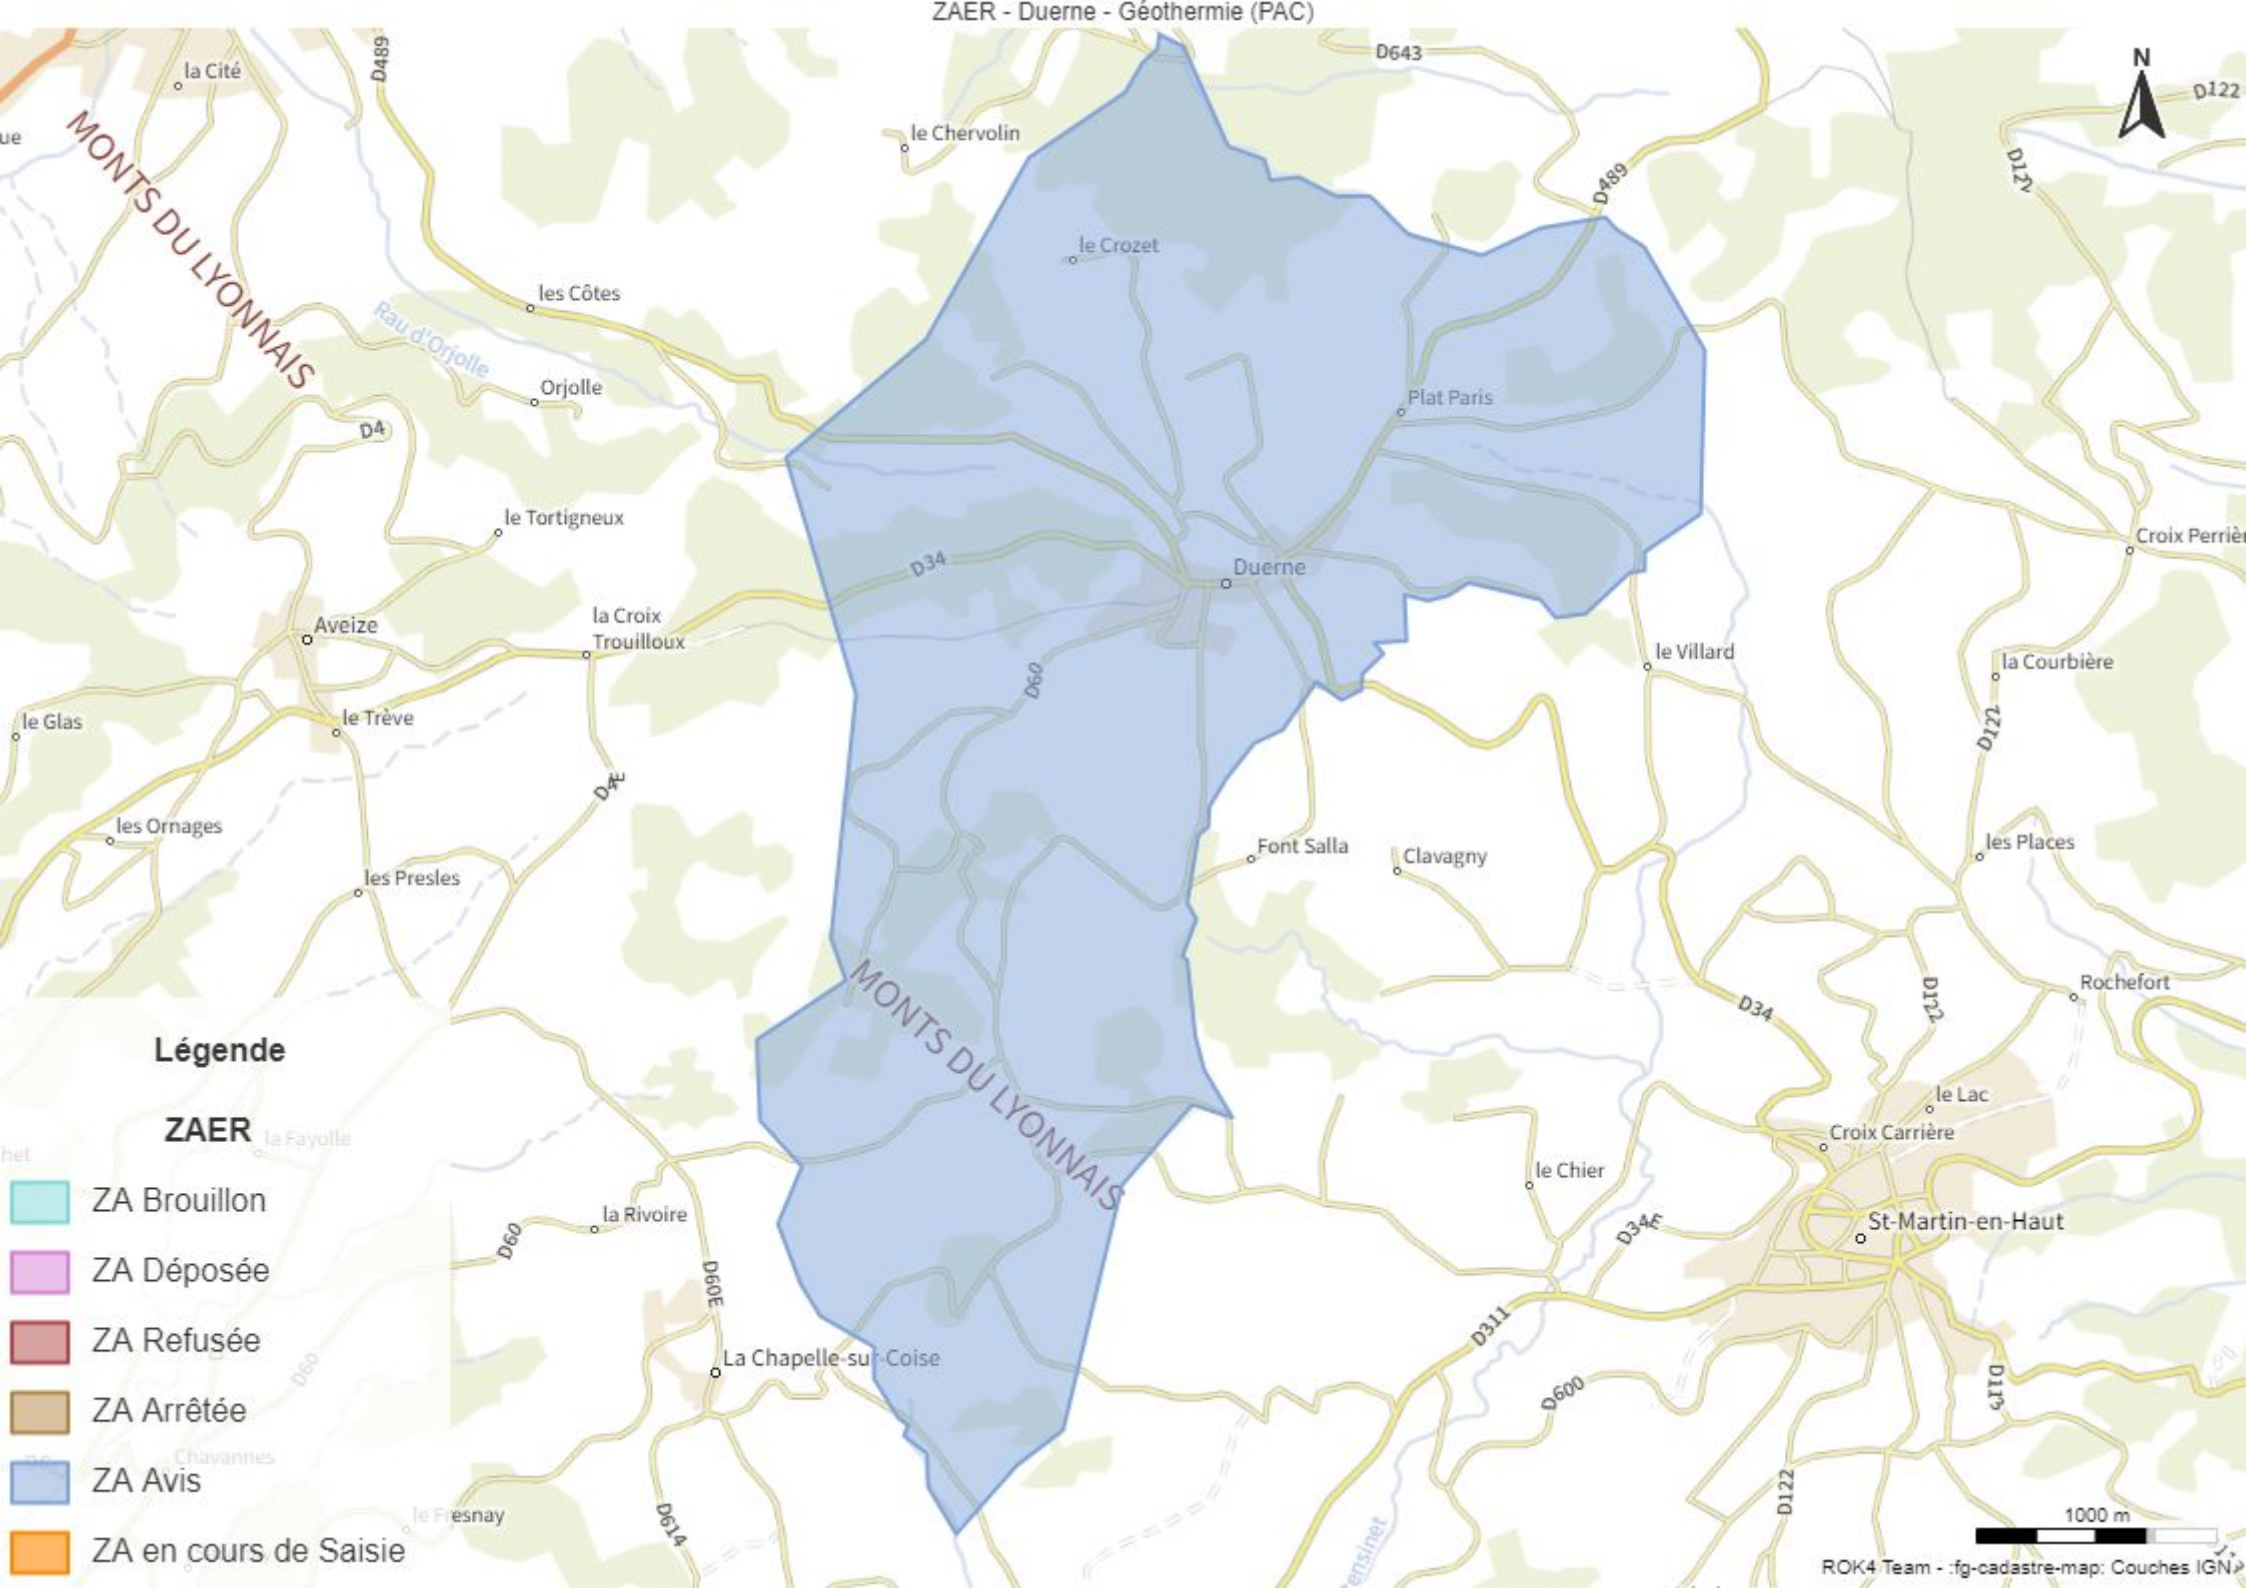 ZAER - Duerne - Géothermie (PAC)
la Cité
D489
D643
N
D122
MONTS DU LYONNAIS
le Chervolin
D489
le Crozet
les Côtes
Rau d'Orjolle
Orjolle
Plat Paris
D4
le Tortigneux
Croix Perrièr
D34
Duerne
la Croix
Trouilloux
Aveize
le Villard
la Courbière
D60
le Glas
le Trève
D122
D4E
les Ornages
Font Salla
Clavagny
les Places
les Presles
MONTS DU LYONNAIS
Rochefort
D34
D122
Légende
le Lac
ZAER
la Fayolle
Croix Carrière
het
le Chier
ZA Brouillon
la Rivoire
D60
D34E
St-Martin-en-Haut
ZA Déposée
D60E
D311
ZA Refusée
D60
La Chapelle-sur-Coise
D600
D113
ZA Arrêtée
Chavannes
ZA Avis
D122
le Fresnay
D614
1000 m
ensinet
ZA en cours de Saisie
ROK4 Team - :fg-cadastre-map: Couches IGN